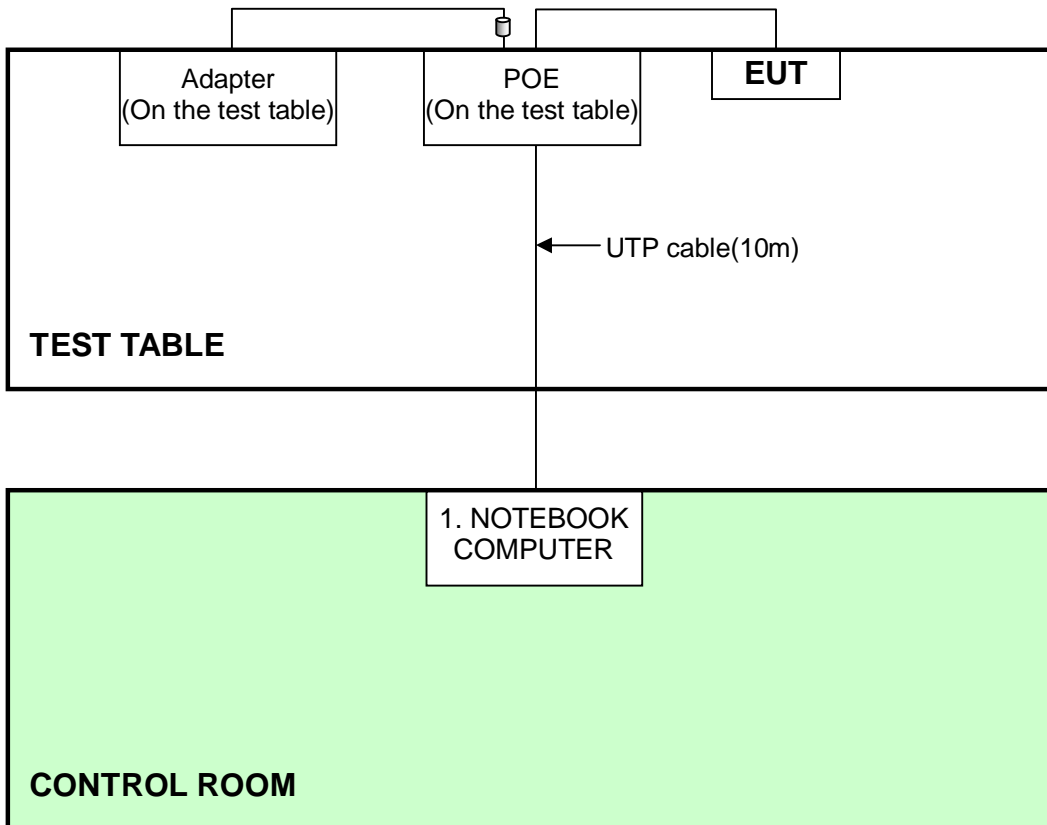 Adapter
(On the test table)
POE
(On the test table)
EUT
UTP cable(10m)
TEST TABLE
1. NOTEBOOK
COMPUTER
CONTROL ROOM